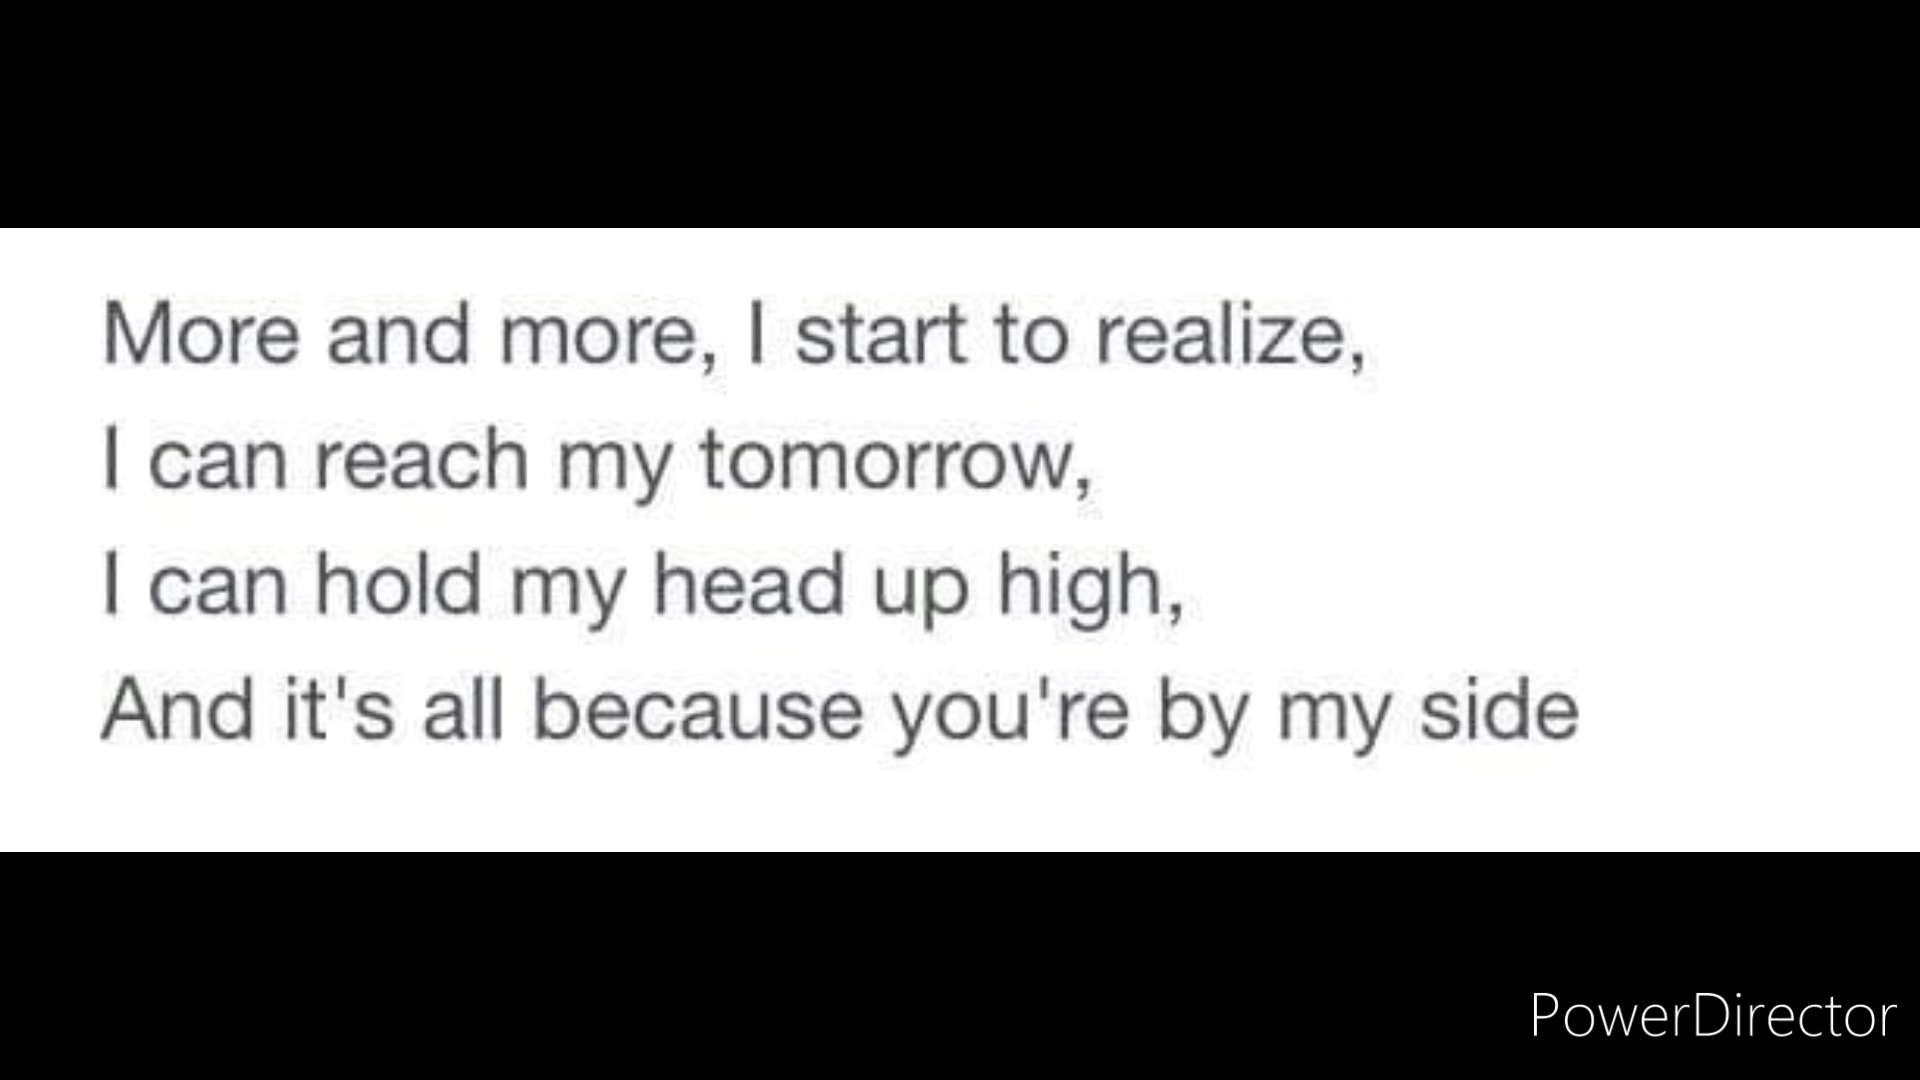 More and more, I start to realize,
I can reach my tomorrow,
I can hold my head up high,
And it's all because you're by my side
PowerDirector